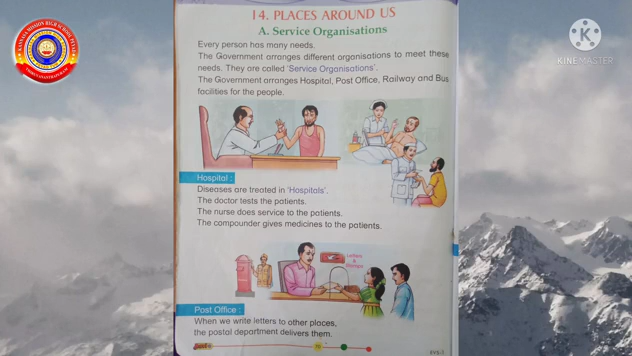 14. PLACES AROUND US
A. Service Organisations
Every person has many needs.
The Government arranges different organisations to meet these
needs. They are called 'Service Organisations'.
The Government arranges Hospital, Post Office, Railway and Bus
facilities for the people.
Hospital :
Diseases are treated in 'Hospitals'.
The doctor tests the patients.
The nurse does service to the patients.
The compounder gives medicines to the patients.
Letters
&
Stamps
Post Office :
When we write letters to other places,
the postal department delivers them.
KINEMASTER